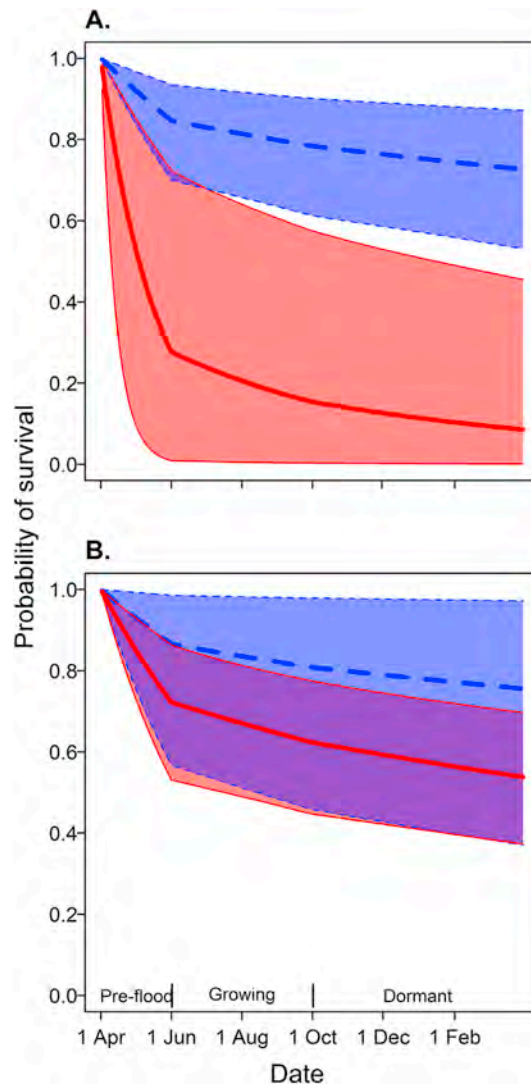 A.
1.0
0.8
0.6
0.4
0.2
0.0
Probability of survival
B.
1.0
0.8
0.6
0.4
0.2
0.0
Pre-flood Growing Dormant
1 Apr 1 Jun 1 Aug 1 Oct 1 Dec 1 Feb
Date